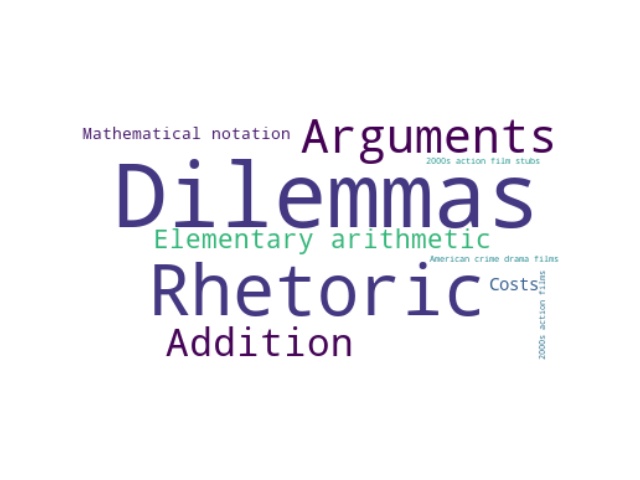 Mathematical notation
Arguments
2000s action film stubs
Dilemmas
Elementary arithmetic
American crime drama films
Rhetoric
Costs
2000s action films
Addition